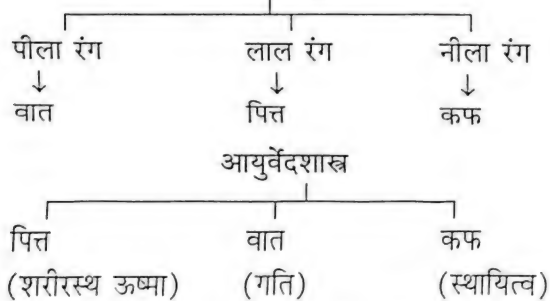 पीला रंग लाल रंग नीला रंग
↓ ↓ ↓
वात पित्त कफ
आयुर्वेदशास्त्र
पित्त वात कफ
(शरीरस्थ ऊष्मा) (गति) (स्थायित्व)